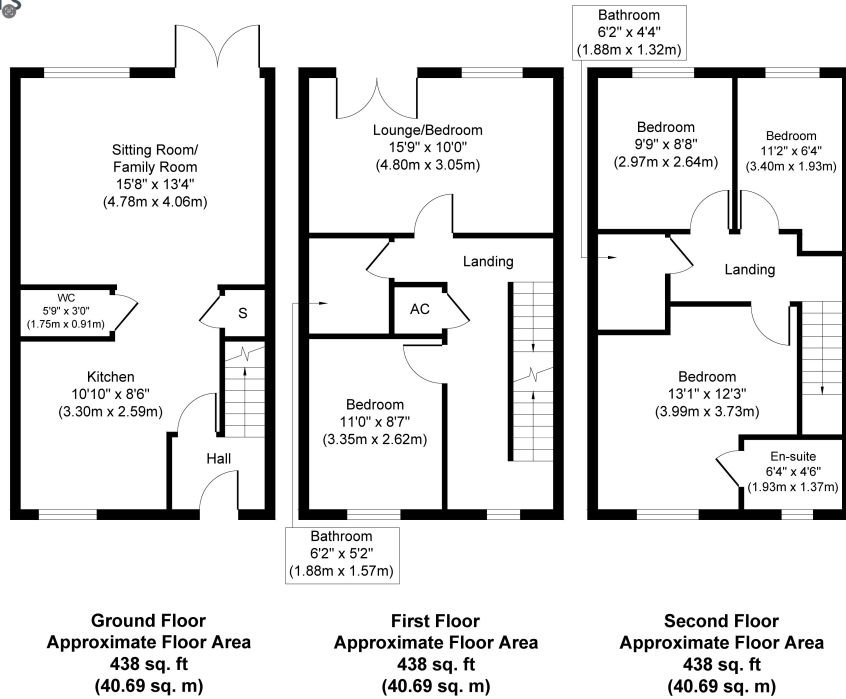 Sitting Room/
Family Room
15'8" x 13'4"
(4.78m x 4.06m)
WC
5'9" x 3'0"
(1.75m x 0.91m)
S
Kitchen
10'10" x 8'6"
(3.30m x 2.59m)
Hall
Ground Floor
Approximate Floor Area
438 sq. ft
(40.69 sq. m)
Lounge/Bedroom
15'9" x 10'0"
(4.80m x 3.05m)
Landing
AC
Bedroom
11'0" x 8'7"
(3.35m x 2.62m)
Bathroom
6'2" x 5'2"
(1.88m x 1.57m)
First Floor
Approximate Floor Area
438 sq. ft
(40.69 sq. m)
Bathroom
6'2" x 4'4"
(1.88m x 1.32m)
Bedroom
9'9" x 8'8"
(2.97m x 2.64m)
Bedroom
11'2" x 6'4"
(3.40m x 1.93m)
Landing
Bedroom
13'1" x 12'3"
(3.99m x 3.73m)
En-suite
6'4" x 4'6"
(1.93m x 1.37m)
Second Floor
Approximate Floor Area
438 sq. ft
(40.69 sq. m)